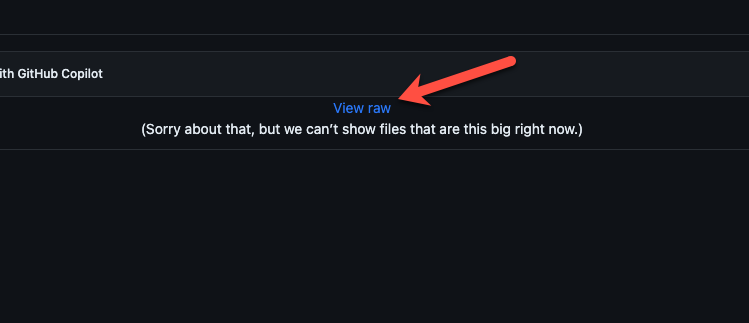 ith GitHub Copilot
View raw
(Sorry about that, but we can’t show files that are this big right now.)